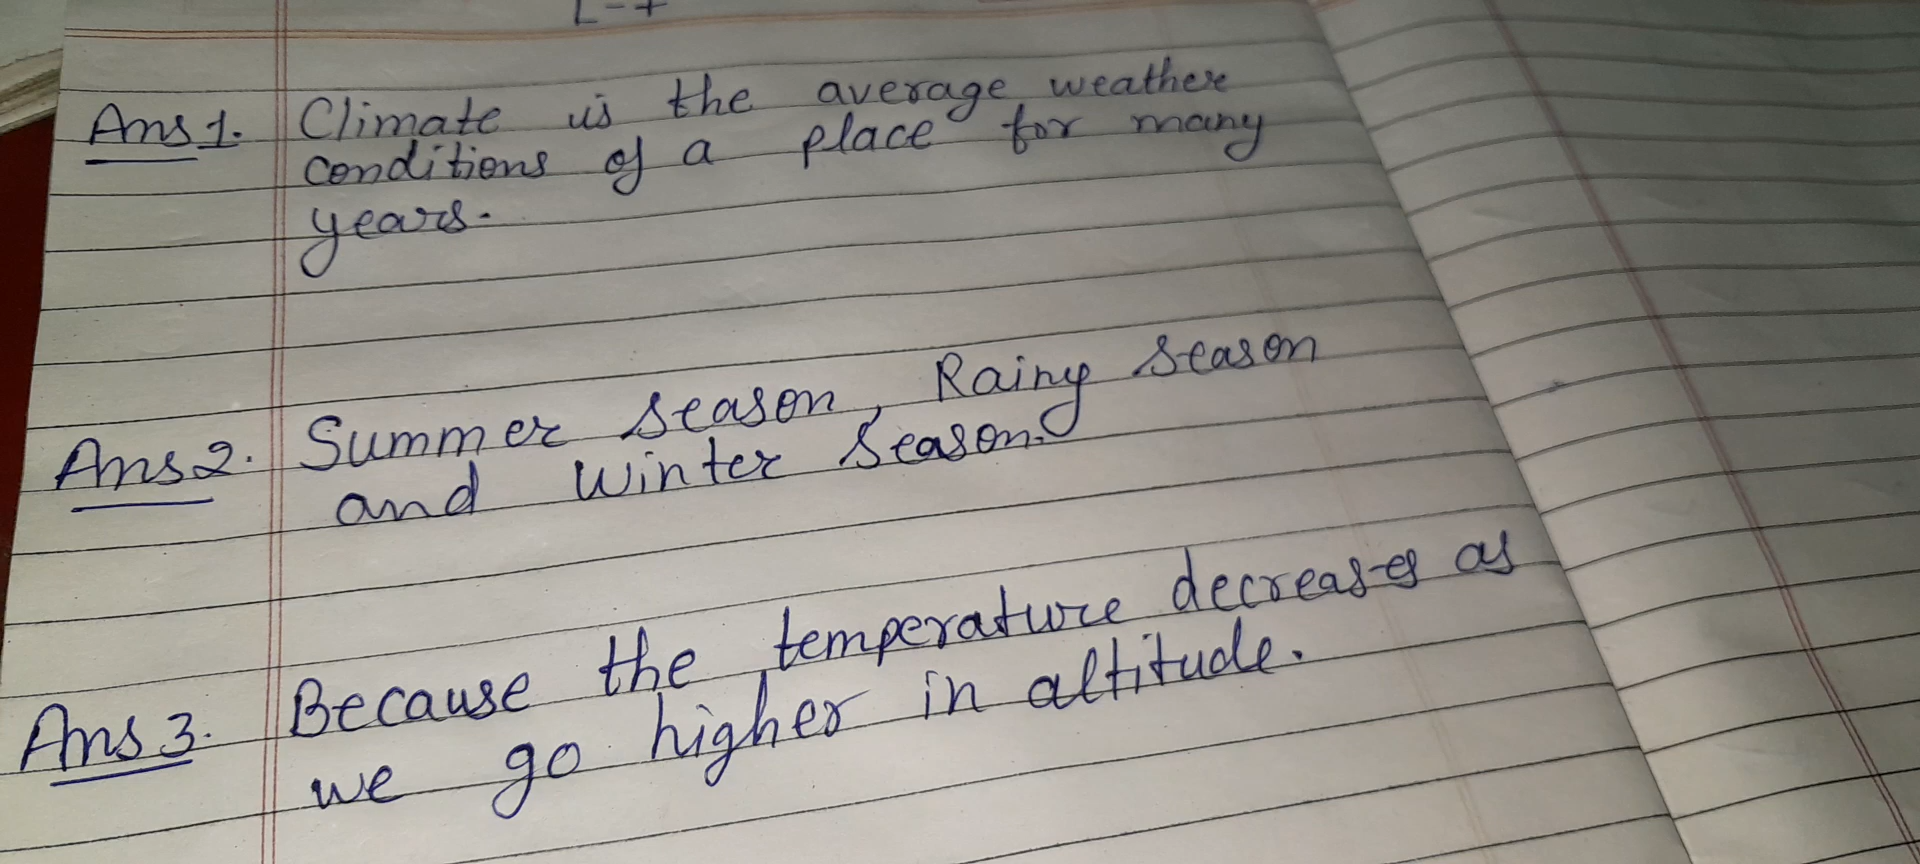 L-7
Ans 1. Climate is the average weather
conditions of a place for many
years.
Ans 2. Summer season, Rainy season
and Winter season.
Ans 3. Because the temperature decreases as
we go higher in altitude.